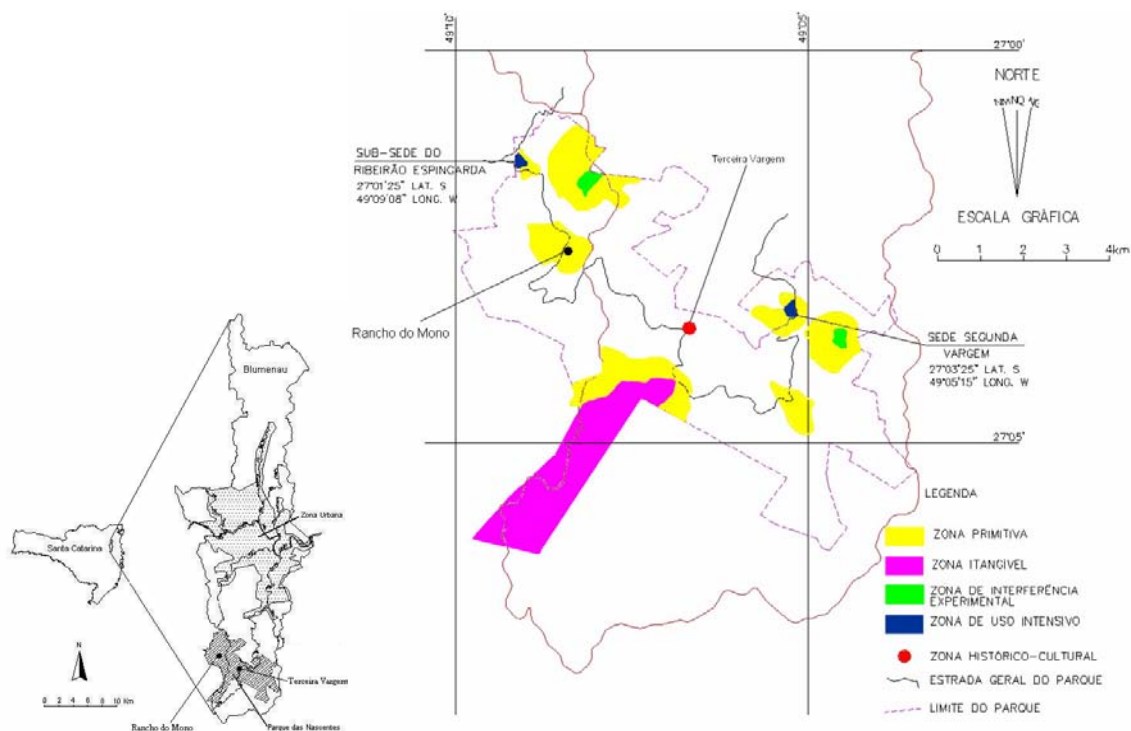 49°10'
49°05'
27°00'
NORTE
NM NQ NE
ESCALA GRÁFICA
0 1 2 3 4km
SUB-SEDE DO
RIBEIRÃO ESPINGARDA
27°01'25" LAT. S
49°09'08" LONG. W
Terceira Vargem
Rancho do Mono
SEDE SEGUNDA
VARGEM
27°03'25" LAT. S
49°05'15" LONG. W
27°05'
LEGENDA
ZONA PRIMITIVA
ZONA ITANGÍVEL
ZONA DE INTERFERÊNCIA
EXPERIMENTAL
ZONA DE USO INTENSIVO
ZONA HISTÓRICO-CULTURAL
ESTRADA GERAL DO PARQUE
LIMITE DO PARQUE
Blumenau
Zona Urbana
Santa Catarina
N
0 2 4 6 8 10 Km
Terceira Vargem
Rancho do Mono
Parque das Nascentes